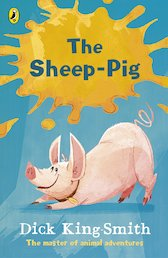 The
Sheep-Pig
Dick King-Smith
The master of animal adventures